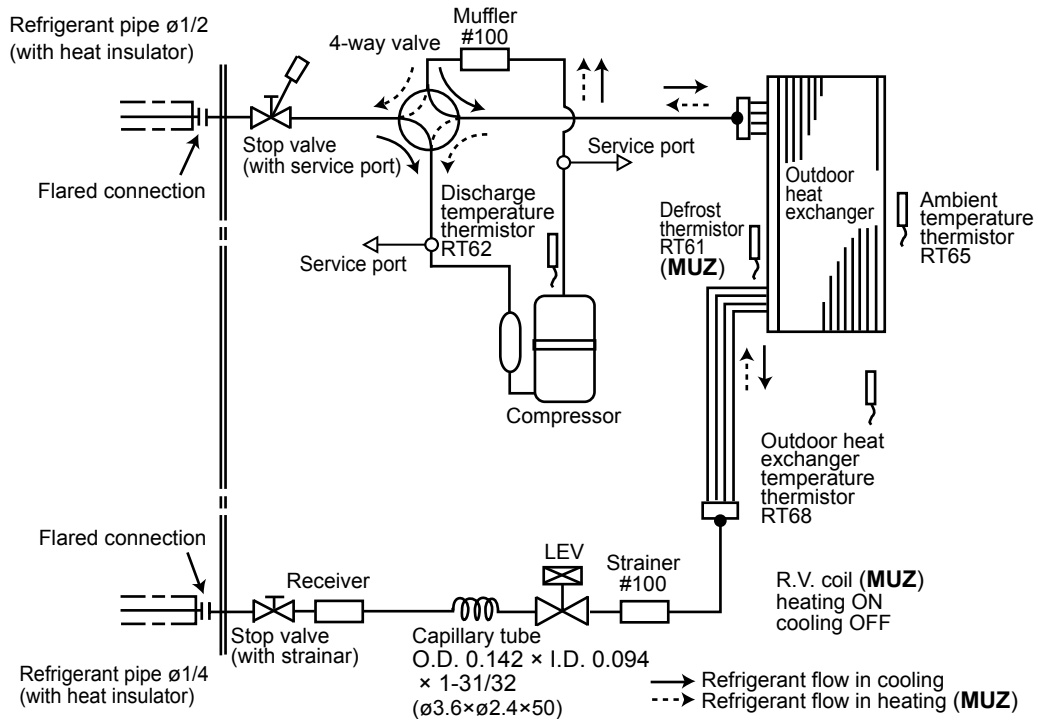 Refrigerant pipe ø1/2
(with heat insulator)
Muffler
#100
4-way valve
Stop valve
(with service port)
Flared connection
Service port
Discharge
temperature
thermistor
RT62
Service port
Compressor
Defrost
thermistor
RT61
(MUZ)
Outdoor
heat
exchanger
Ambient
temperature
thermistor
RT65
Outdoor heat
exchanger
temperature
thermistor
RT68
Flared connection
Receiver
LEV
Strainer
#100
R.V. coil (MUZ)
heating ON
cooling OFF
Stop valve
(with strainar)
Capillary tube
O.D. 0.142 × I.D. 0.094
× 1-31/32
(ø3.6×ø2.4×50)
Refrigerant pipe ø1/4
(with heat insulator)
Refrigerant flow in cooling
Refrigerant flow in heating (MUZ)